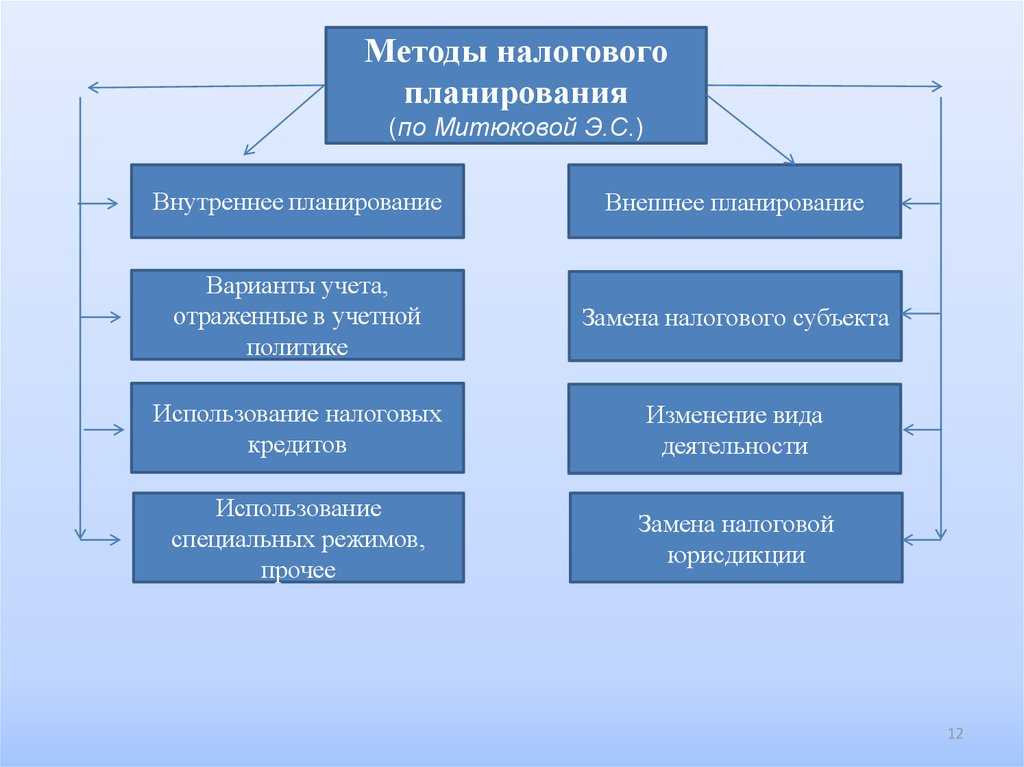 Методы налогового
планирования
(по Митюковой Э.С.)
Внутреннее планирование
Внешнее планирование
Варианты учета,
отраженные в учетной
политике
Замена налогового субъекта
Использование налоговых
кредитов
Изменение вида
деятельности
Использование
специальных режимов,
прочее
Замена налоговой
юрисдикции
12